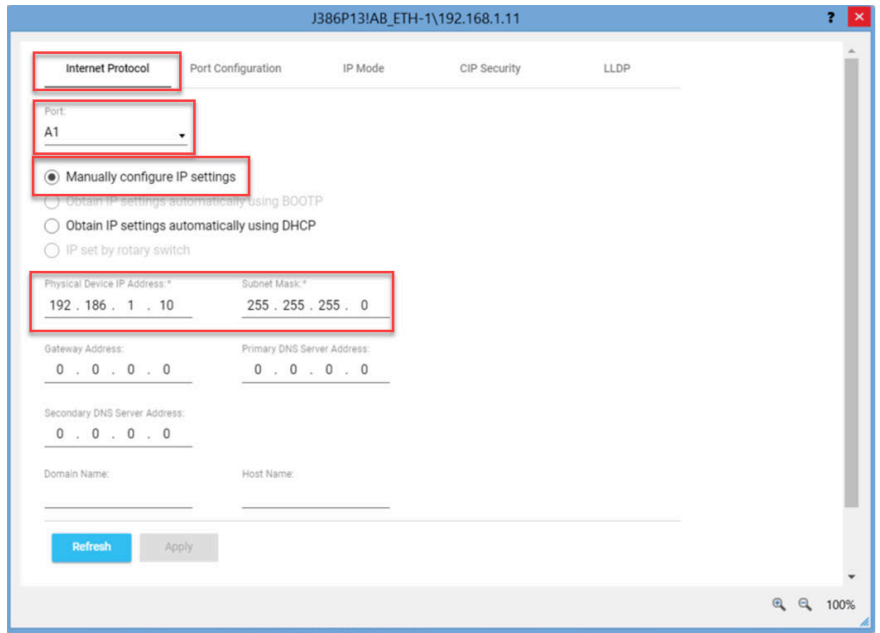 J386P13!AB_ETH-1\192.168.1.11 ? ×
Internet Protocol Port Configuration IP Mode CIP Security LLDP
Port:
A1
Manually configure IP settings
Obtain IP settings automatically using BOOTP
Obtain IP settings automatically using DHCP
IP set by rotary switch
Physical Device IP Address:* Subnet Mask:*
192 . 186 . 1 . 10 255 . 255 . 255 . 0
Gateway Address: Primary DNS Server Address:
0 . 0 . 0 . 0 0 . 0 . 0 . 0
Secondary DNS Server Address:
0 . 0 . 0 . 0
Domain Name: Host Name:
Refresh Apply
100%